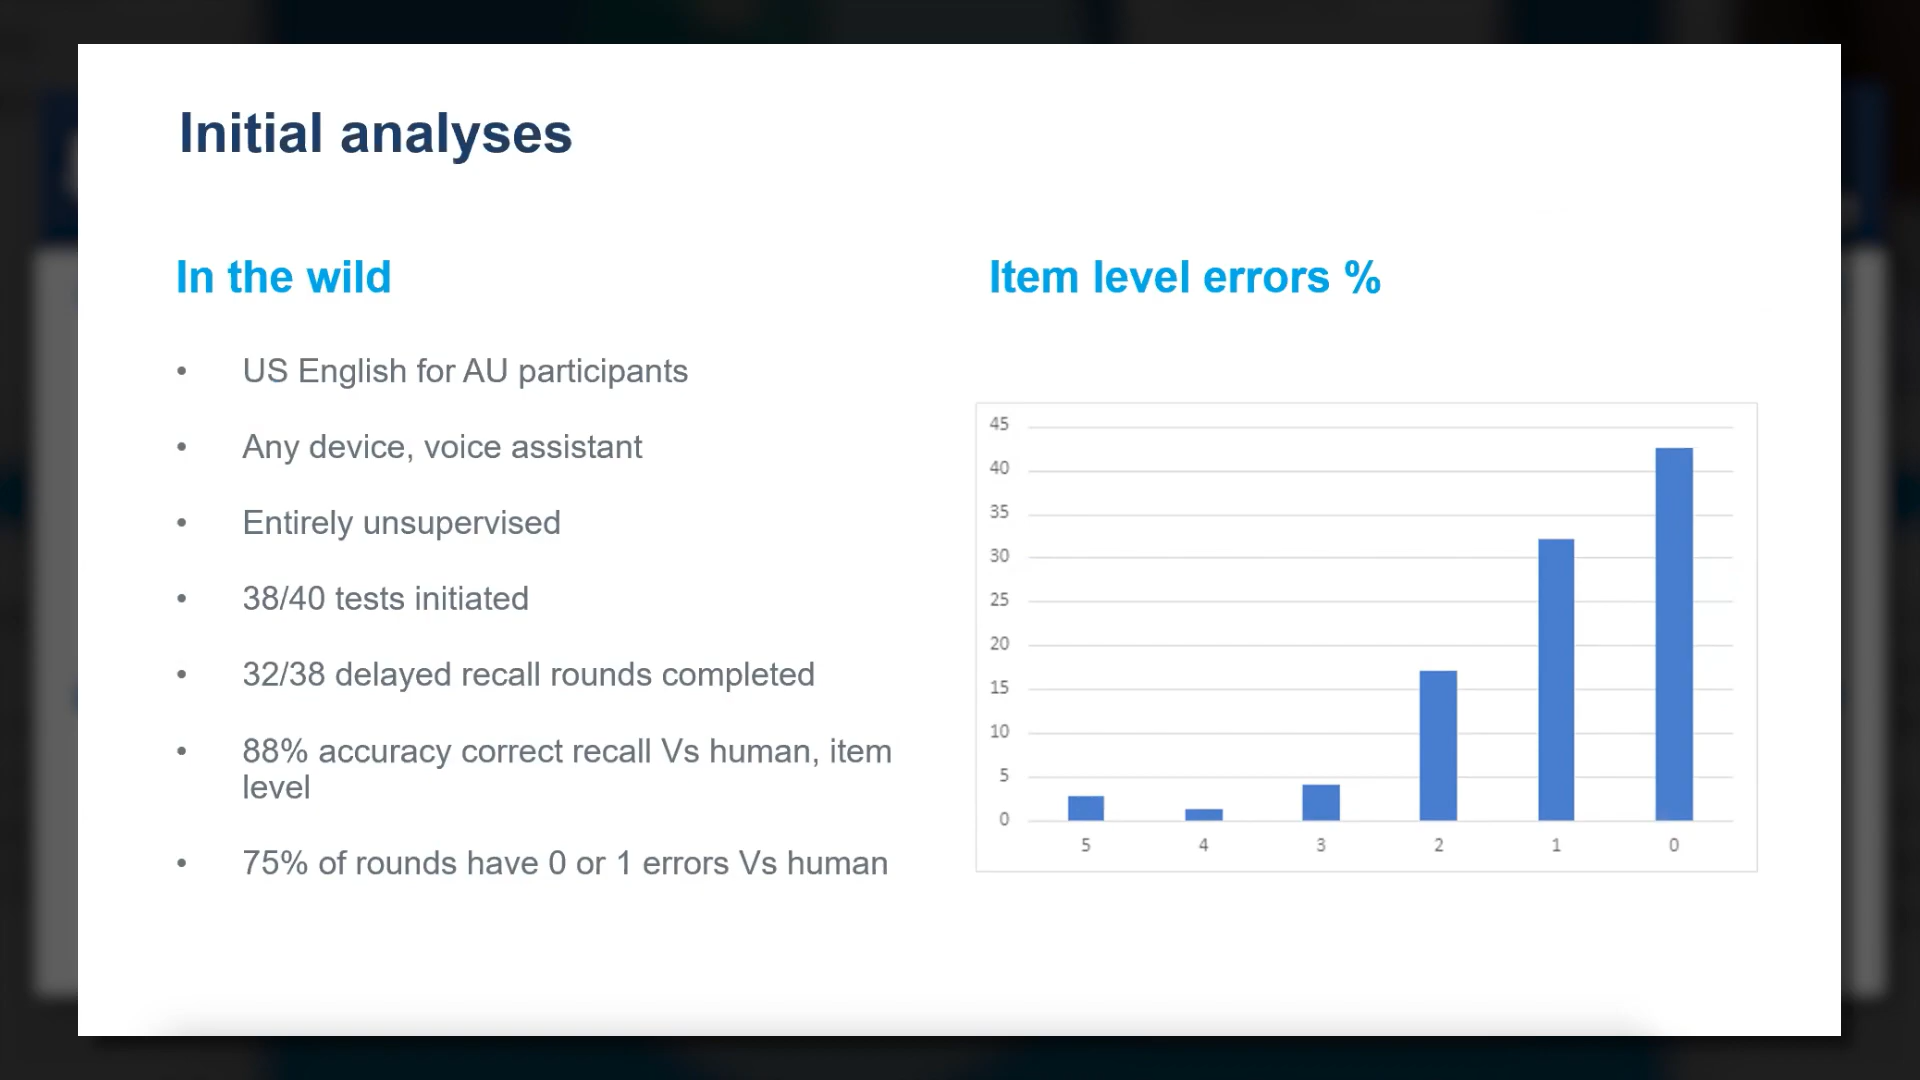 Initial analyses
In the wild
• US English for AU participants
• Any device, voice assistant
• Entirely unsupervised
• 38/40 tests initiated
• 32/38 delayed recall rounds completed
• 88% accuracy correct recall Vs human, item
level
• 75% of rounds have 0 or 1 errors Vs human
Item level errors %
45
40
35
30
25
20
15
10
5
0
5 4 3 2 1 0